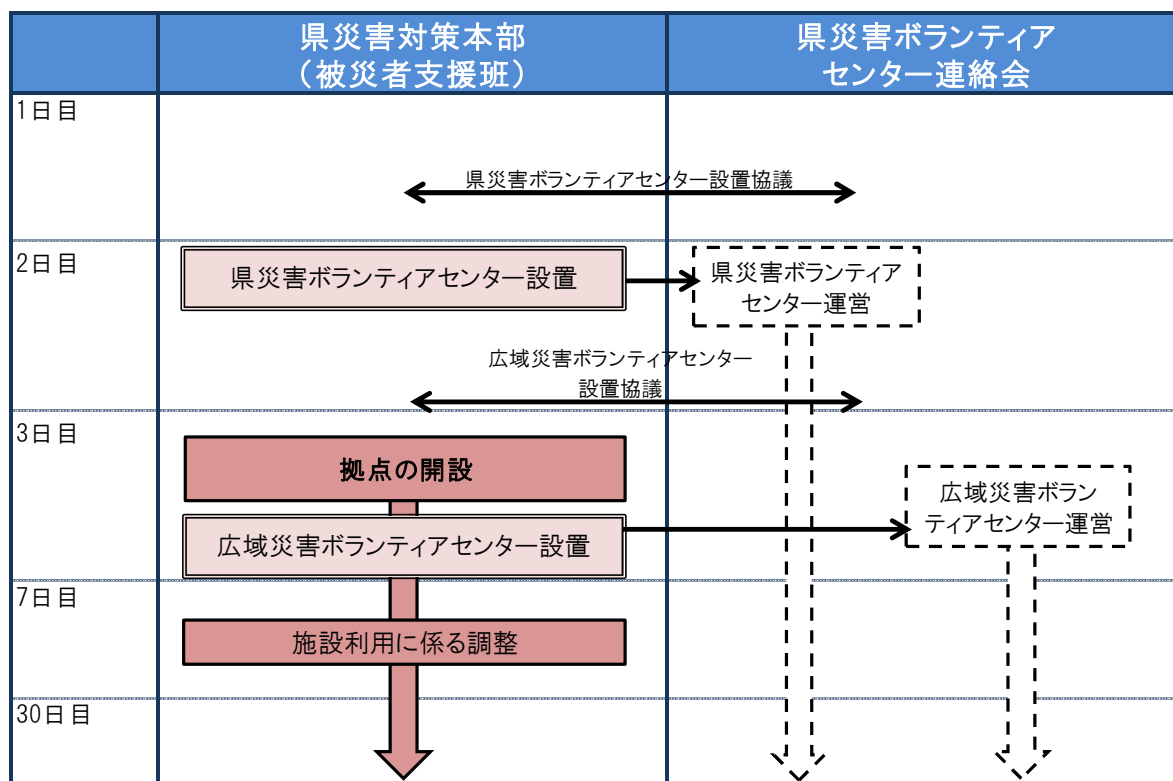 県災害対策本部
（被災者支援班）
県災害ボランティア
センター連絡会
1日目
県災害ボランティアセンター設置協議
2日目
県災害ボランティアセンター設置
県災害ボランティア
センター運営
広域災害ボランティアセンター
設置協議
3日目
拠点の開設
広域災害ボラン
ティアセンター運営
広域災害ボランティアセンター設置
7日目
施設利用に係る調整
30日目